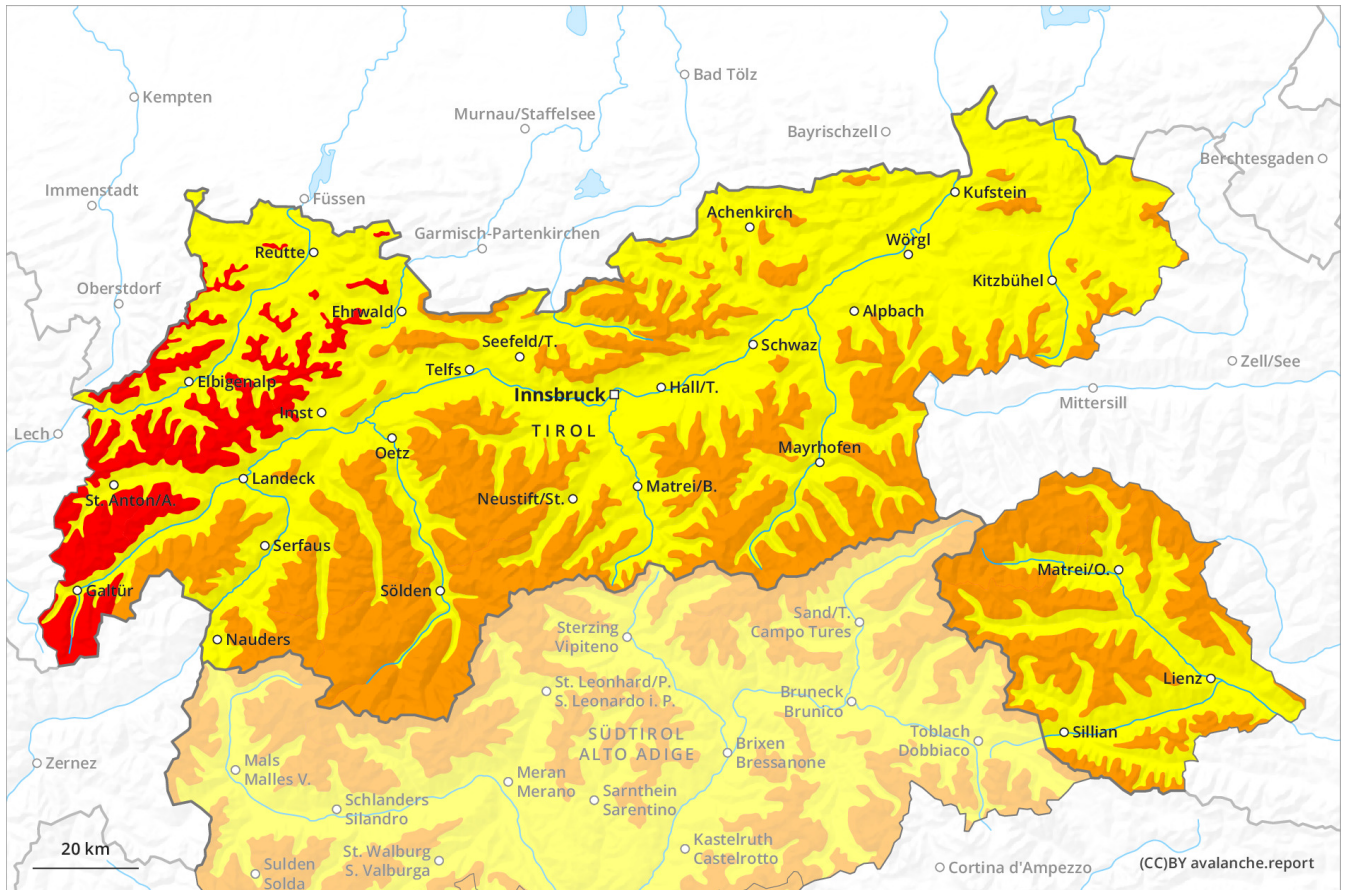 Bad Tölz
Kempten
Murnau/Staffelsee
Bayrischzell
Berchtesgaden
Immenstadt
Füssen
Kufstein
Achenkirch
Garmisch-Partenkirchen
Wörgl
Reutte
Oberstdorf
Kitzbühel
Ehrwald
Alpbach
Seefeld/T.
Schwaz
Zell/See
Telfs
Elbigenalp
Hall/T.
Innsbruck
Mittersill
Imst
TIROL
Lech
Oetz
Mayrhofen
Landeck
Matrei/B.
St. Anton/A.
Neustift/St.
Serfaus
Matrei/O.
Galtür
Sölden
Sand/T.
Campo Tures
Sterzing
Vipiteno
Nauders
Lienz
St. Leonhard/P.
S. Leonardo i. P.
Bruneck
Brunico
SÜDTIROL
ALTO ADIGE
Toblach
Dobbiaco
Sillian
Brixen
Bressanone
Zernez
Mals
Malles V.
Meran
Merano
Sarnthein
Sarentino
Schlanders
Silandro
Kastelruth
Castelrotto
20 km
St. Walburg
S. Valburga
Sulden
Solda
Cortina d'Ampezzo
(CC)BY avalanche.report